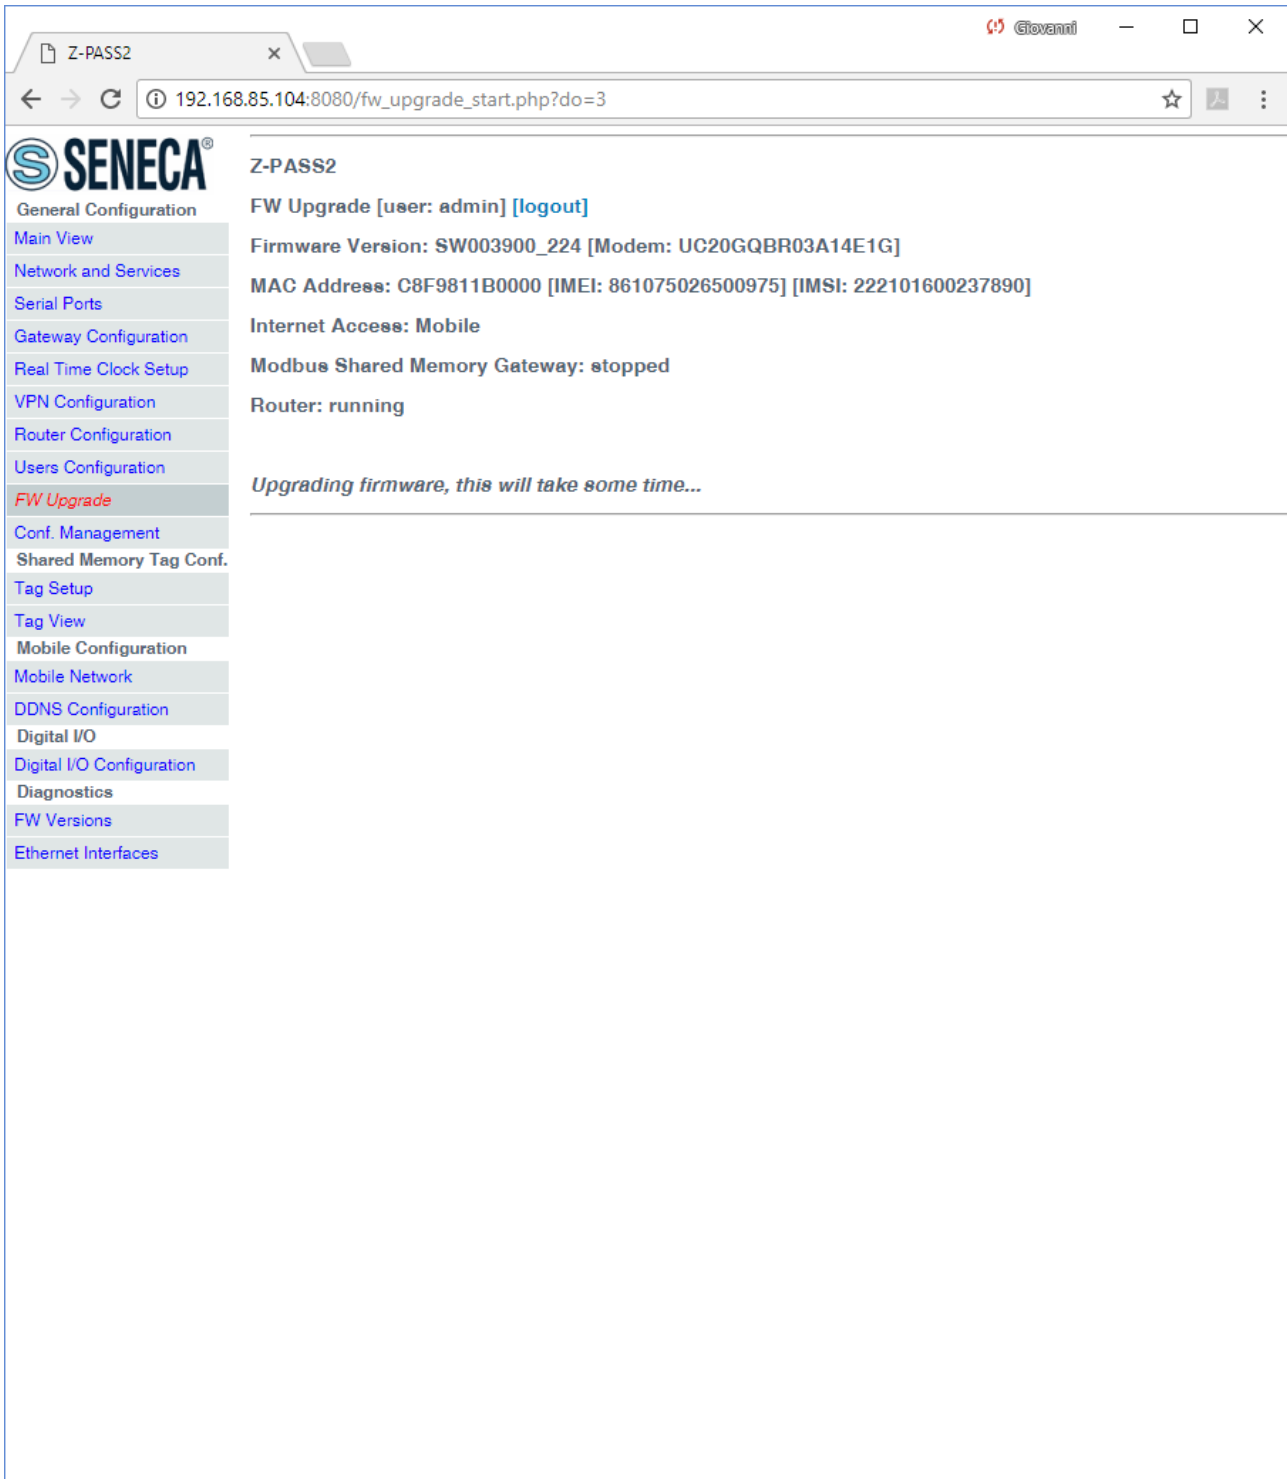 Giovanni
Z-PASS2
192.168.85.104:8080/fw_upgrade_start.php?do=3
SENECA®
General Configuration
Main View
Network and Services
Serial Ports
Gateway Configuration
Real Time Clock Setup
VPN Configuration
Router Configuration
Users Configuration
FW Upgrade
Conf. Management
Shared Memory Tag Conf.
Tag Setup
Tag View
Mobile Configuration
Mobile Network
DDNS Configuration
Digital I/O
Digital I/O Configuration
Diagnostics
FW Versions
Ethernet Interfaces
Z-PASS2
FW Upgrade [user: admin] [logout]
Firmware Version: SW003900_224 [Modem: UC20GQBR03A14E1G]
MAC Address: C8F9811B0000 [IMEI: 861075026500975] [IMSI: 222101600237890]
Internet Access: Mobile
Modbus Shared Memory Gateway: stopped
Router: running
Upgrading firmware, this will take some time...